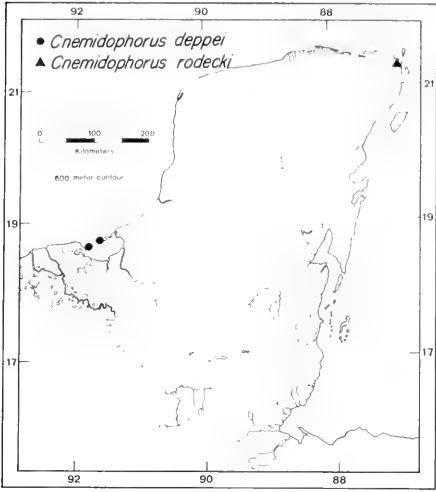 90 88
● Cnemidophorus deppei
▲ Cnemidophorus rodecki
21 21
0 100 200
Kilometers
600 meter contour
19 19
17 17
92 90 88